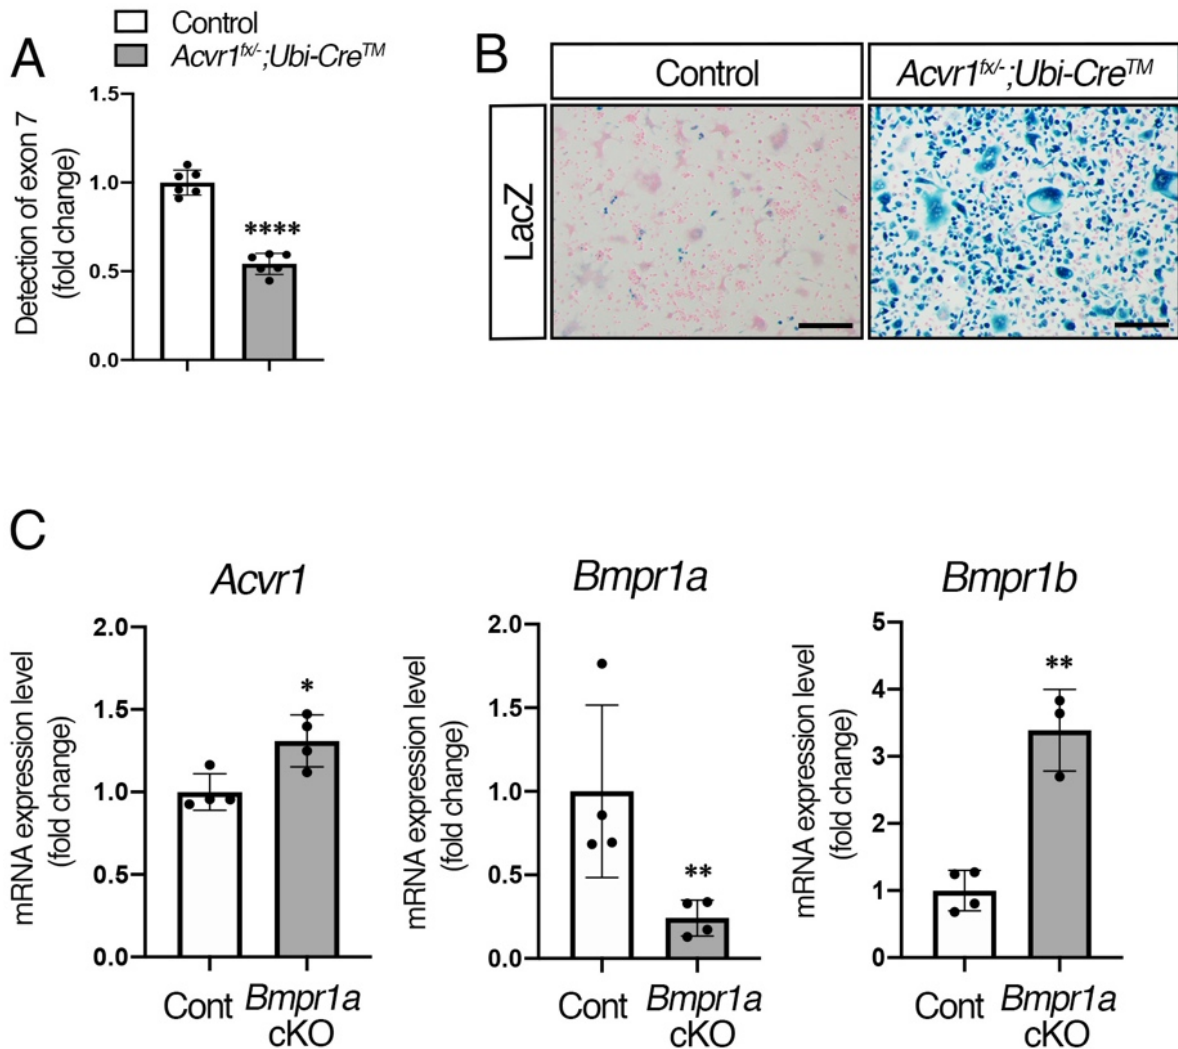 A
Control
Acvr1fx/-;Ubi-CreTM
Detection of exon 7
(fold change)
1.5
1.0
0.5
0.0
****
B
Control
Acvr1fx/-;Ubi-CreTM
LacZ
C
Acvr1
mRNA expression level
(fold change)
2.0
1.5
1.0
0.5
0.0
*
Cont
Bmpr1a
cKO
Bmpr1a
mRNA expression level
(fold change)
2.0
1.5
1.0
0.5
0.0
**
Cont
Bmpr1a
cKO
Bmpr1b
mRNA expression level
(fold change)
5
4
3
2
1
0
**
Cont
Bmpr1a
cKO